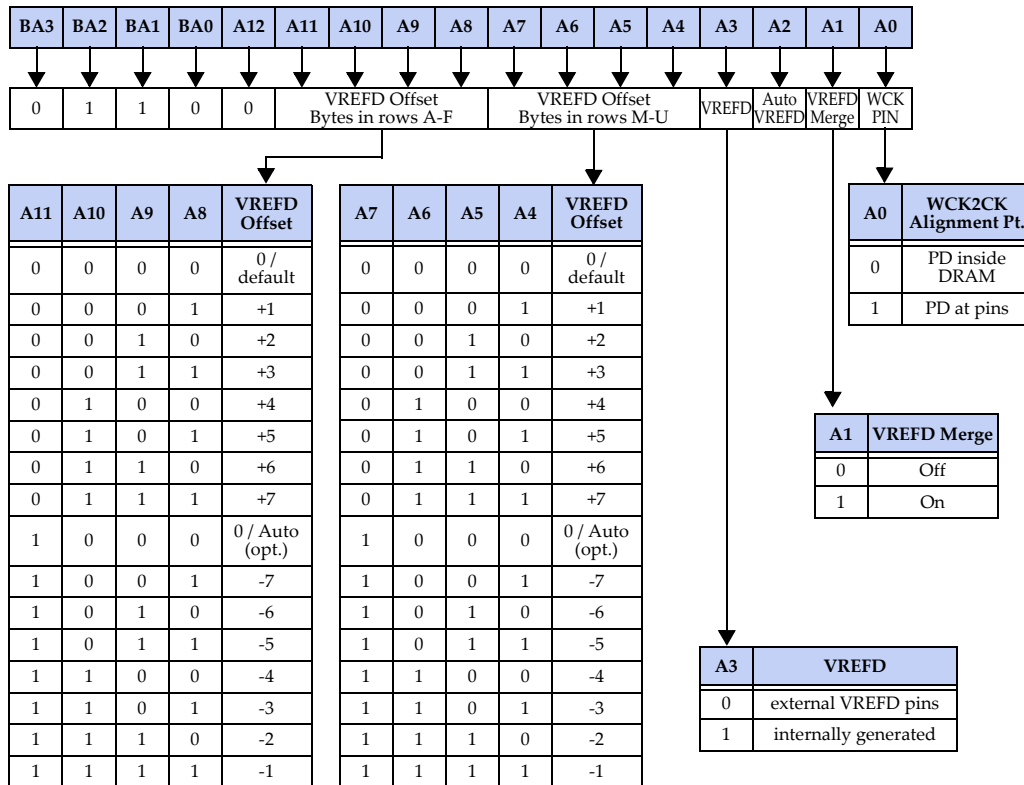 BA3 BA2 BA1 BA0 A12 A11 A10 A9 A8 A7 A6 A5 A4 A3 A2 A1 A0
0 1 1 0 0 VREFD Offset Bytes in rows A-F VREFD Offset Bytes in rows M-U VREFD Auto VREFD VREFD Merge WCK PIN
A11 A10 A9 A8 VREFD Offset
0 0 0 0 0 / default
0 0 0 1 +1
0 0 1 0 +2
0 0 1 1 +3
0 1 0 0 +4
0 1 0 1 +5
0 1 1 0 +6
0 1 1 1 +7
1 0 0 0 0 / Auto (opt.)
1 0 0 1 -7
1 0 1 0 -6
1 0 1 1 -5
1 1 0 0 -4
1 1 0 1 -3
1 1 1 0 -2
1 1 1 1 -1
A7 A6 A5 A4 VREFD Offset
0 0 0 0 0 / default
0 0 0 1 +1
0 0 1 0 +2
0 0 1 1 +3
0 1 0 0 +4
0 1 0 1 +5
0 1 1 0 +6
0 1 1 1 +7
1 0 0 0 0 / Auto (opt.)
1 0 0 1 -7
1 0 1 0 -6
1 0 1 1 -5
1 1 0 0 -4
1 1 0 1 -3
1 1 1 0 -2
1 1 1 1 -1
A0 WCK2CK Alignment Pt.
0 PD inside DRAM
1 PD at pins
A1 VREFD Merge
0 Off
1 On
A3 VREFD
0 external VREFD pins
1 internally generated